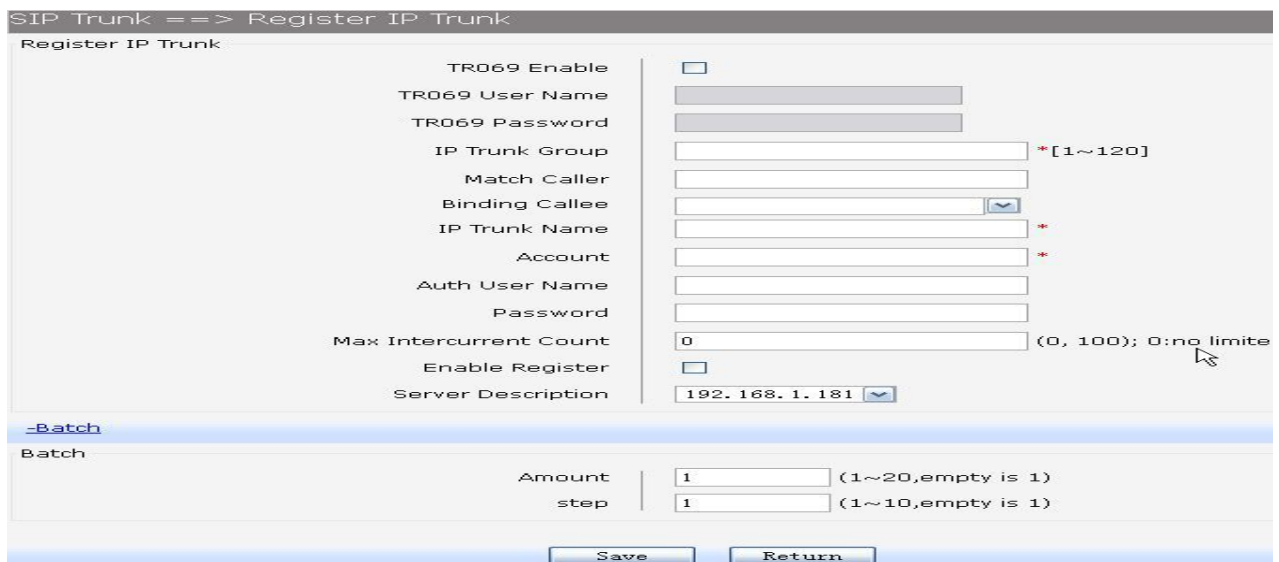 SIP Trunk ==> Register IP Trunk
Register IP Trunk
TR069 Enable
TR069 User Name
TR069 Password
IP Trunk Group *[1~120]
Match Caller
Binding Callee
IP Trunk Name *
Account *
Auth User Name
Password
Max Intercurrent Count 0 (0, 100); 0:no limite
Enable Register
Server Description 192.168.1.181
-Batch
Batch
Amount 1 (1~20,empty is 1)
step 1 (1~10,empty is 1)
Save Return